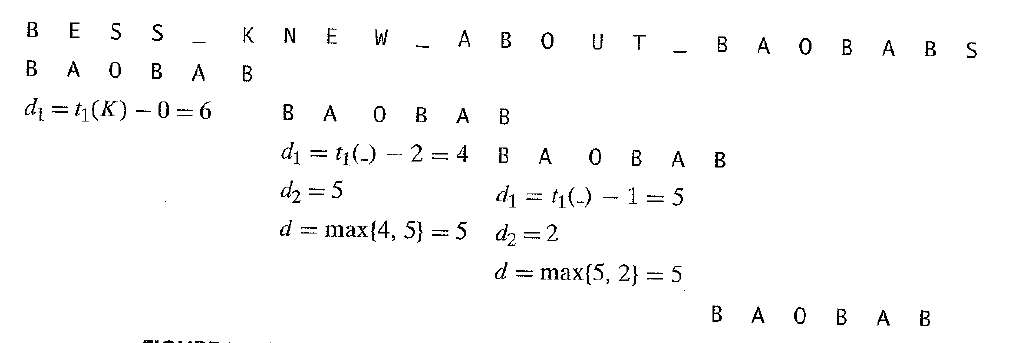 B E S S _ K N E W _ A B O U T _ B A O B A B S
B A O B A B
d₁ = t₁(K) − 0 = 6 B A O B A B
d₁ = t₁(_) − 2 = 4 B A O B A B
d₂ = 5 d₁ = t₁(_) − 1 = 5
d = max{4, 5} = 5 d₂ = 2
d = max{5, 2} = 5
B A O B A B